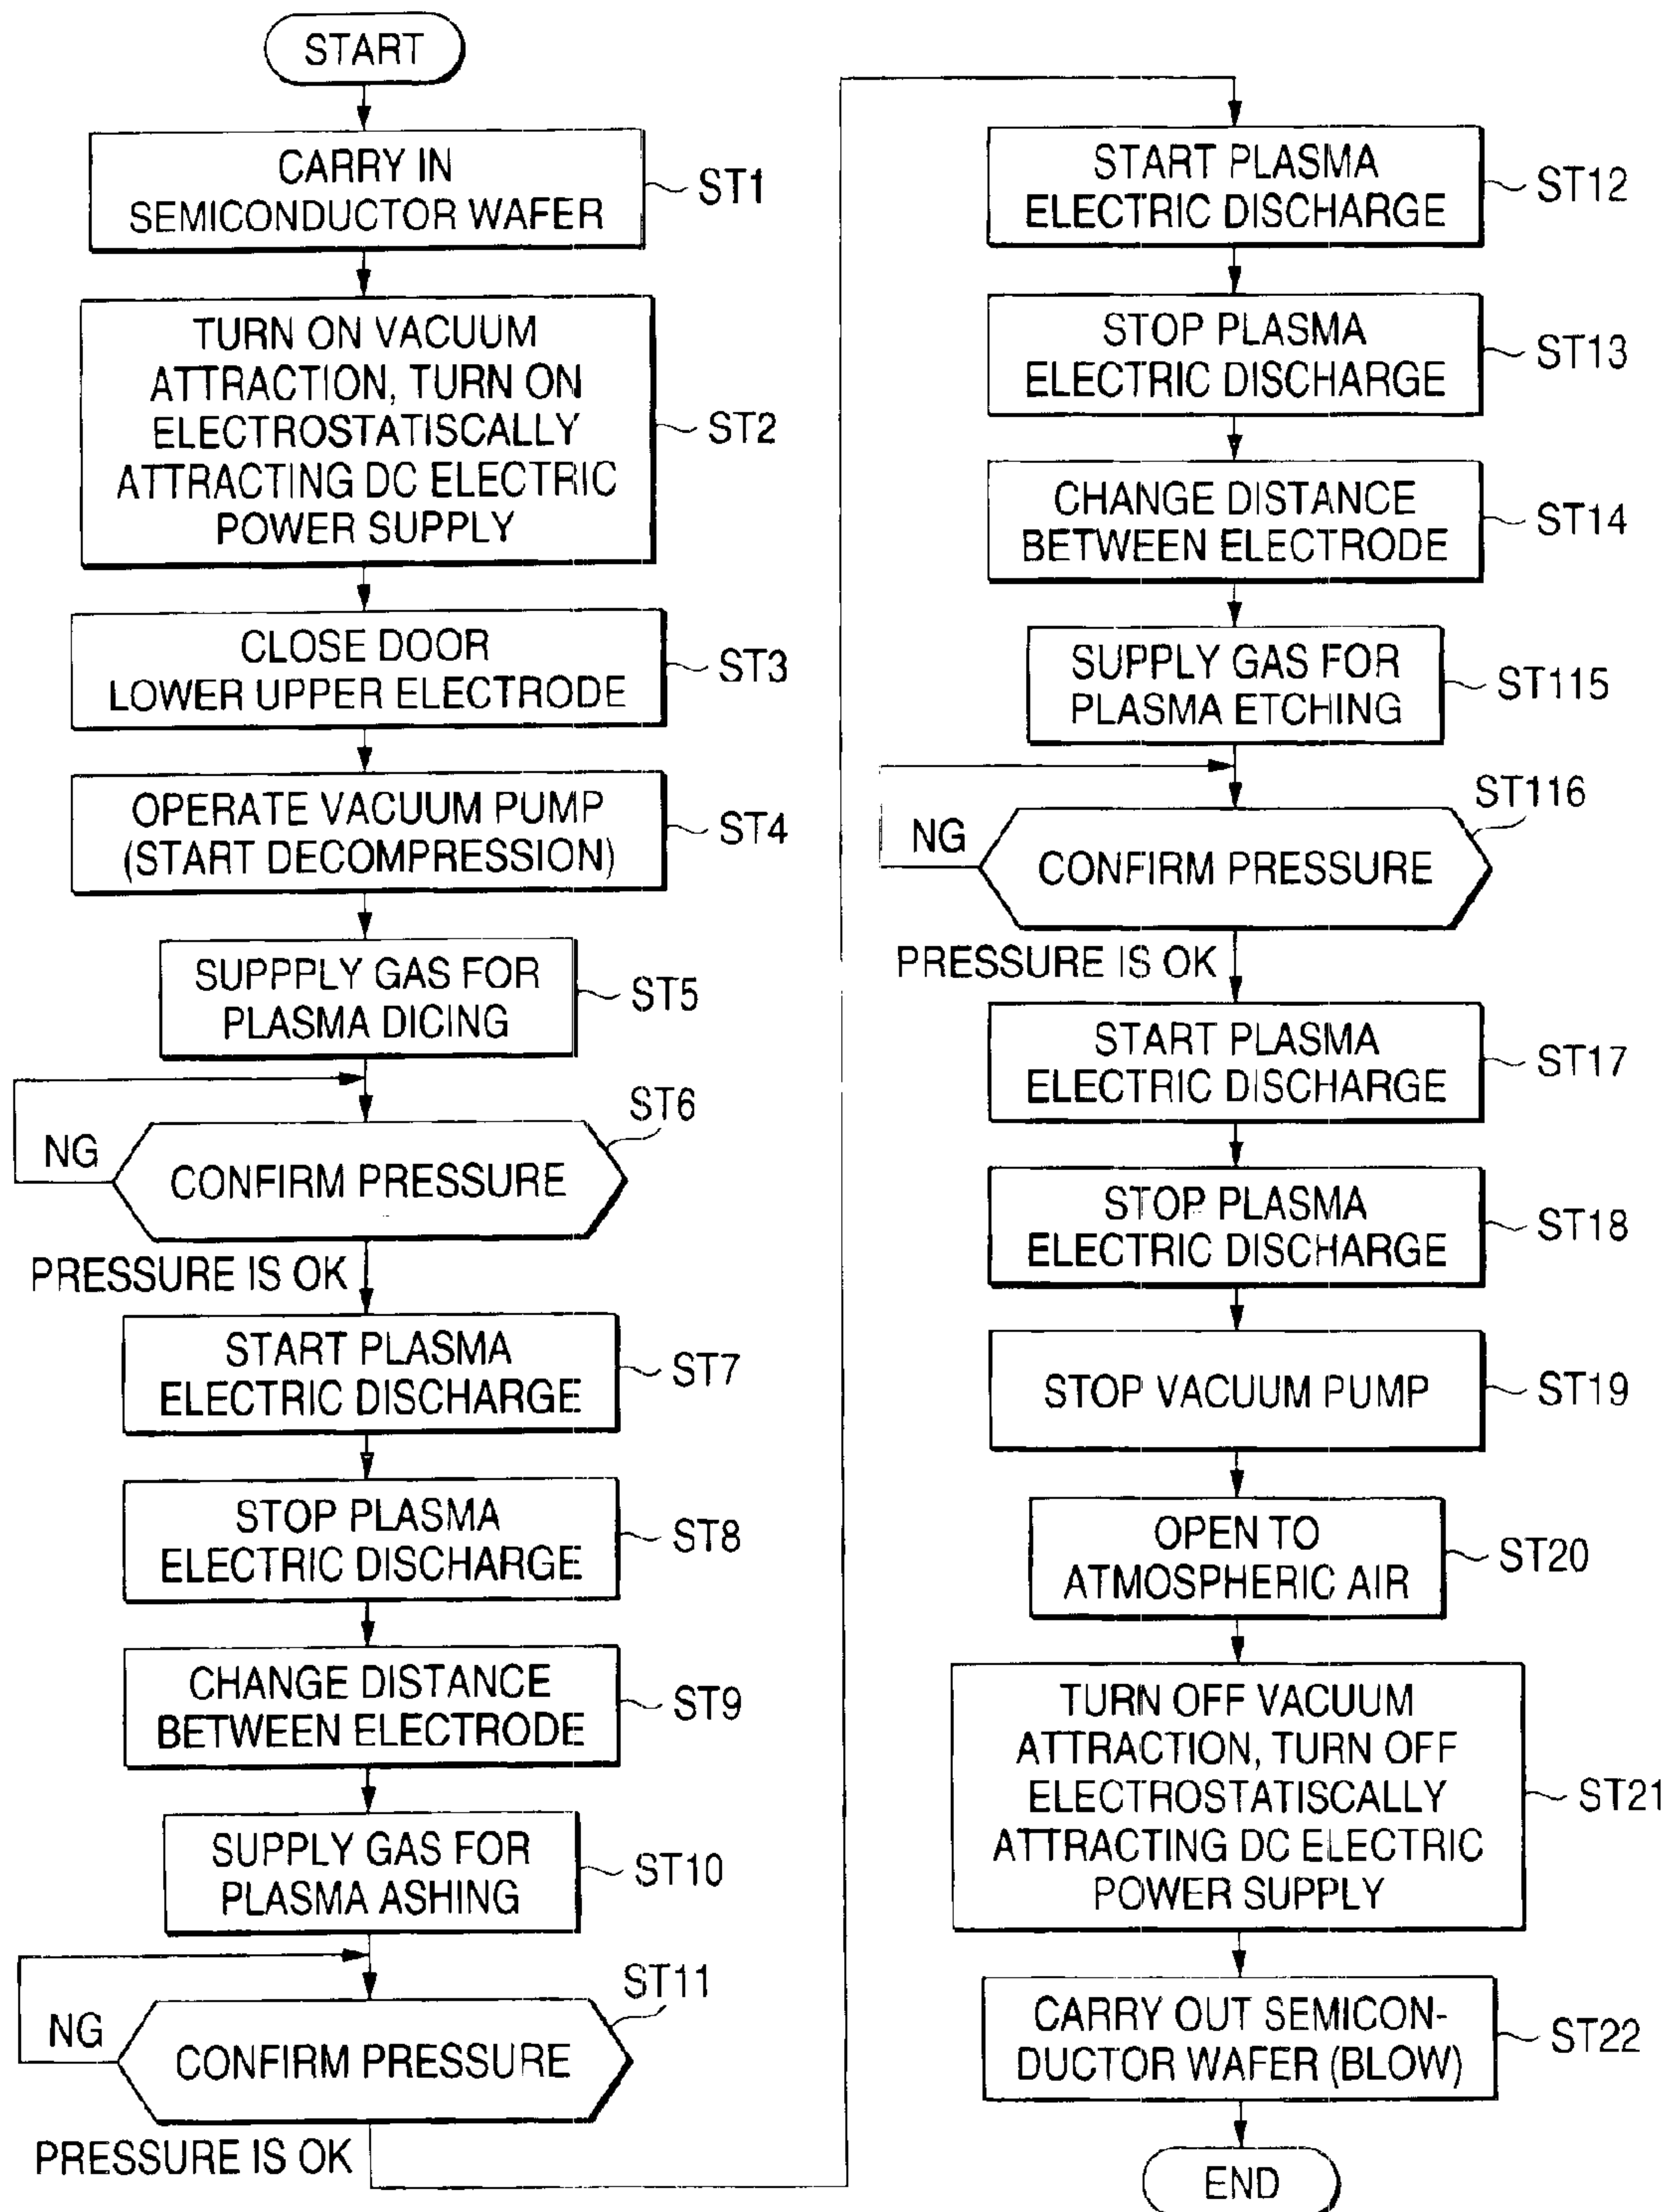 START
CARRY IN
SEMICONDUCTOR WAFER
ST1
TURN ON VACUUM
ATTRACTION, TURN ON
ELECTROSTATISCALLY
ATTRACTING DC ELECTRIC
POWER SUPPLY
ST2
CLOSE DOOR
LOWER UPPER ELECTRODE
ST3
OPERATE VACUUM PUMP
(START DECOMPRESSION)
ST4
SUPPPLY GAS FOR
PLASMA DICING
ST5
ST6
NG
CONFIRM PRESSURE
PRESSURE IS OK
START PLASMA
ELECTRIC DISCHARGE
ST7
STOP PLASMA
ELECTRIC DISCHARGE
ST8
CHANGE DISTANCE
BETWEEN ELECTRODE
ST9
SUPPLY GAS FOR
PLASMA ASHING
ST10
ST11
NG
CONFIRM PRESSURE
PRESSURE IS OK
START PLASMA
ELECTRIC DISCHARGE
ST12
STOP PLASMA
ELECTRIC DISCHARGE
ST13
CHANGE DISTANCE
BETWEEN ELECTRODE
ST14
SUPPLY GAS FOR
PLASMA ETCHING
ST115
ST116
NG
CONFIRM PRESSURE
PRESSURE IS OK
START PLASMA
ELECTRIC DISCHARGE
ST17
STOP PLASMA
ELECTRIC DISCHARGE
ST18
STOP VACUUM PUMP
ST19
OPEN TO
ATMOSPHERIC AIR
ST20
TURN OFF VACUUM
ATTRACTION, TURN OFF
ELECTROSTATISCALLY
ATTRACTING DC ELECTRIC
POWER SUPPLY
ST21
CARRY OUT SEMICON-
DUCTOR WAFER (BLOW)
ST22
END